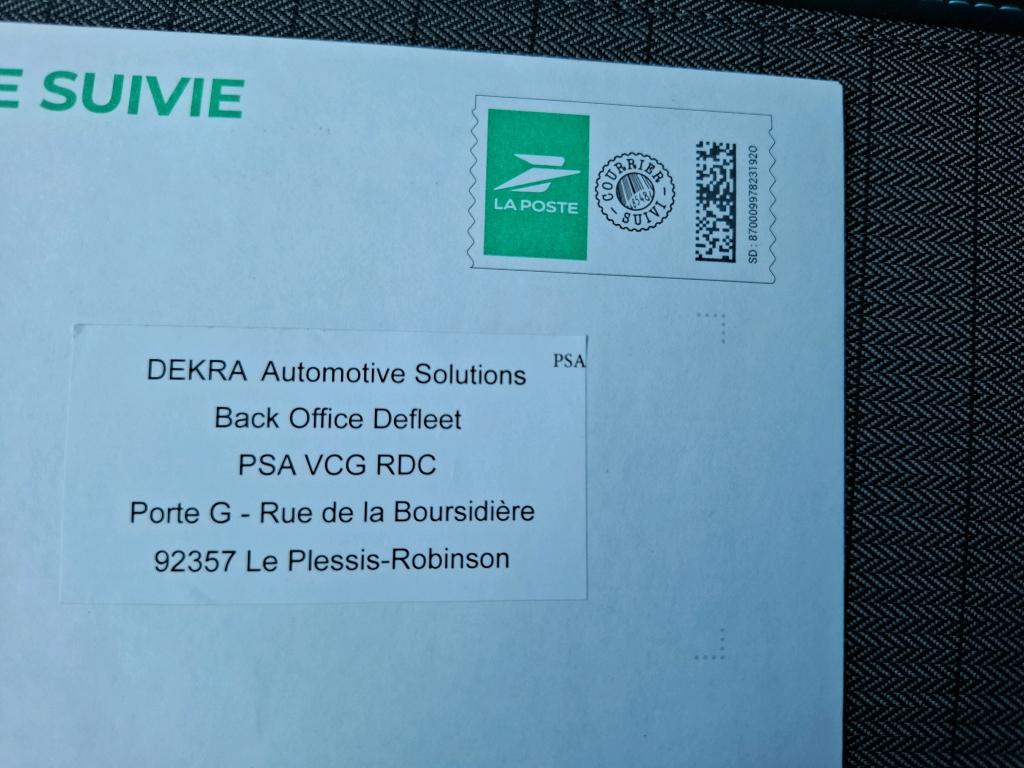 E SUIVIE
LA POSTE
COURRIER
SUIVI
SD : 87000997823192O
PSA
DEKRA Automotive Solutions
Back Office Defleet
PSA VCG RDC
Porte G - Rue de la Boursidière
92357 Le Plessis-Robinson